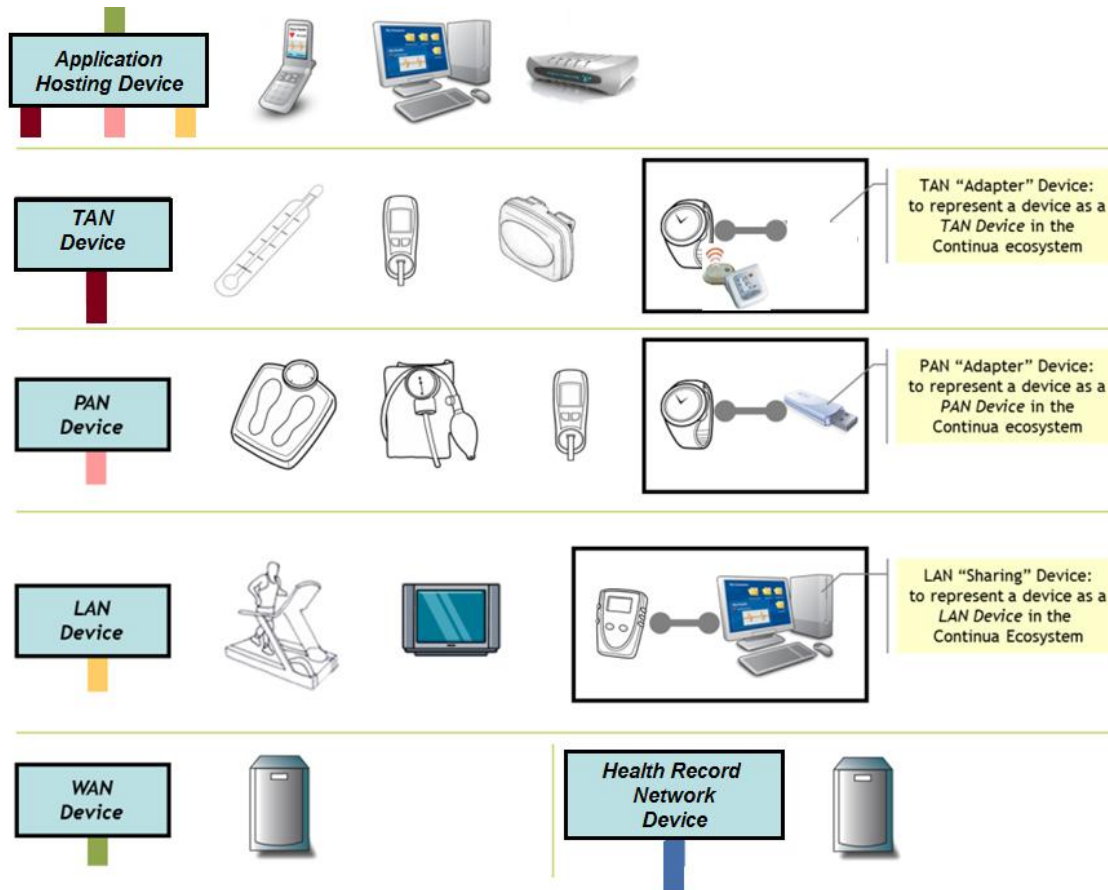 Application
Hosting Device
TAN
Device
TAN “Adapter” Device:
to represent a device as a
TAN Device in the
Continua ecosystem
PAN
Device
PAN “Adapter” Device:
to represent a device as a
PAN Device in the
Continua ecosystem
LAN
Device
LAN “Sharing” Device:
to represent a device as a
LAN Device in the
Continua Ecosystem
WAN
Device
Health Record
Network
Device